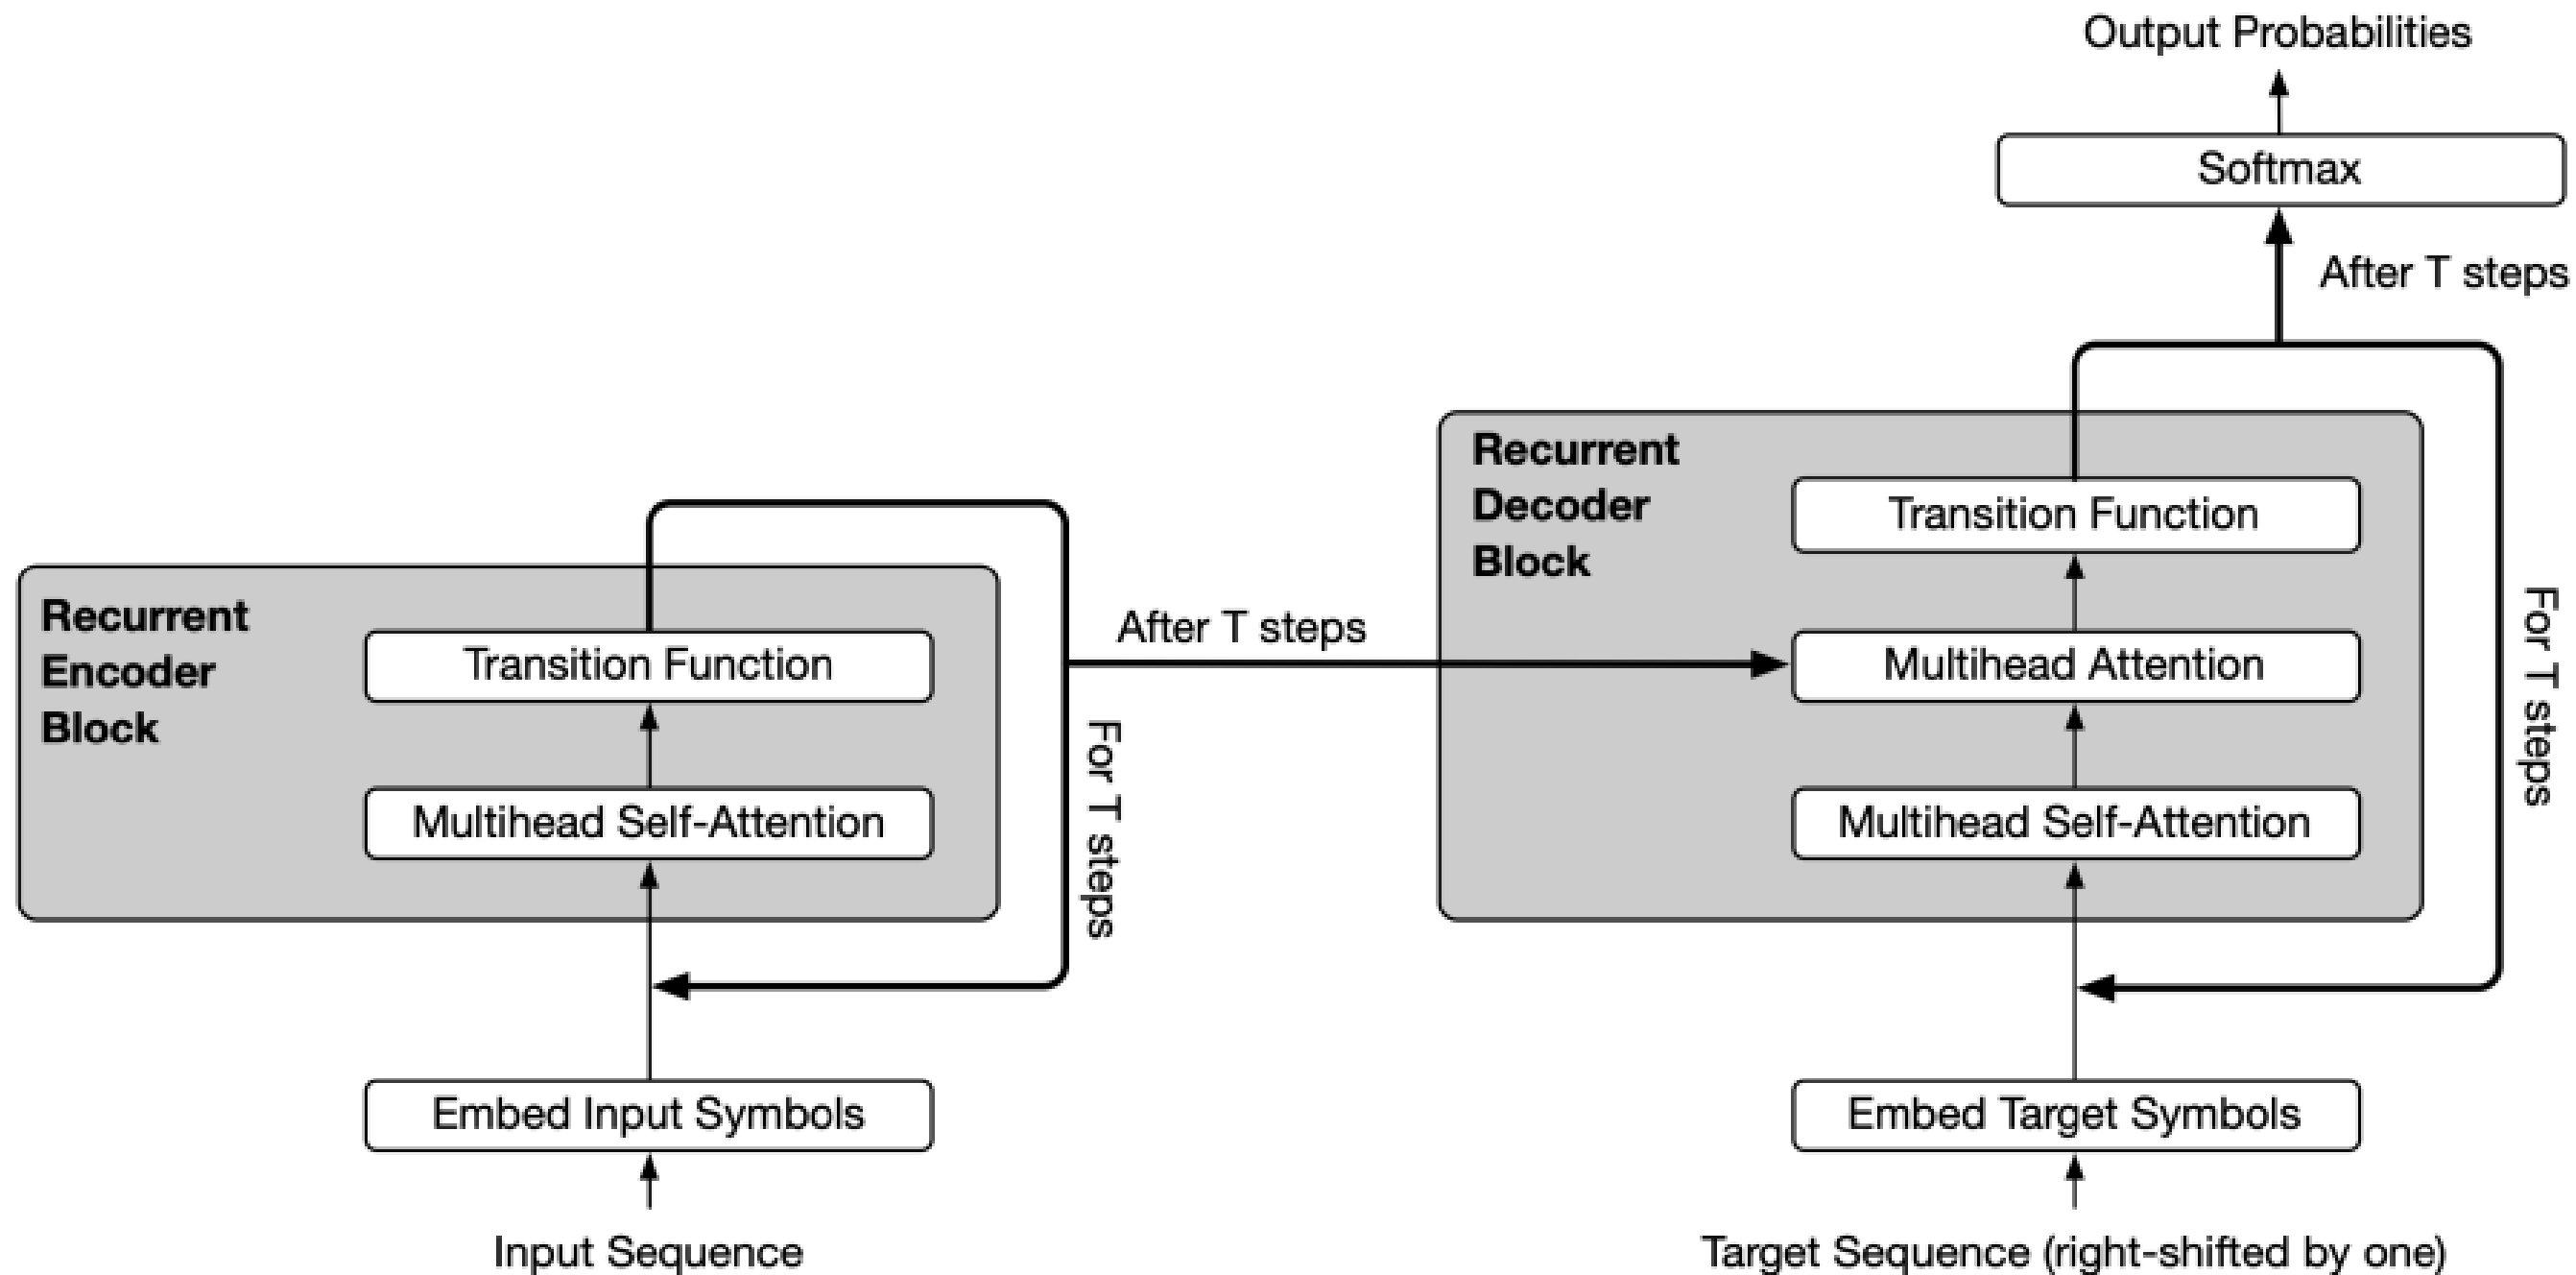 Output Probabilities
Softmax
After T steps
Recurrent
Decoder
Block
Transition Function
Multihead Attention
Multihead Self-Attention
For T steps
Embed Target Symbols
Target Sequence (right-shifted by one)
After T steps
Recurrent
Encoder
Block
Transition Function
Multihead Self-Attention
For T steps
Embed Input Symbols
Input Sequence